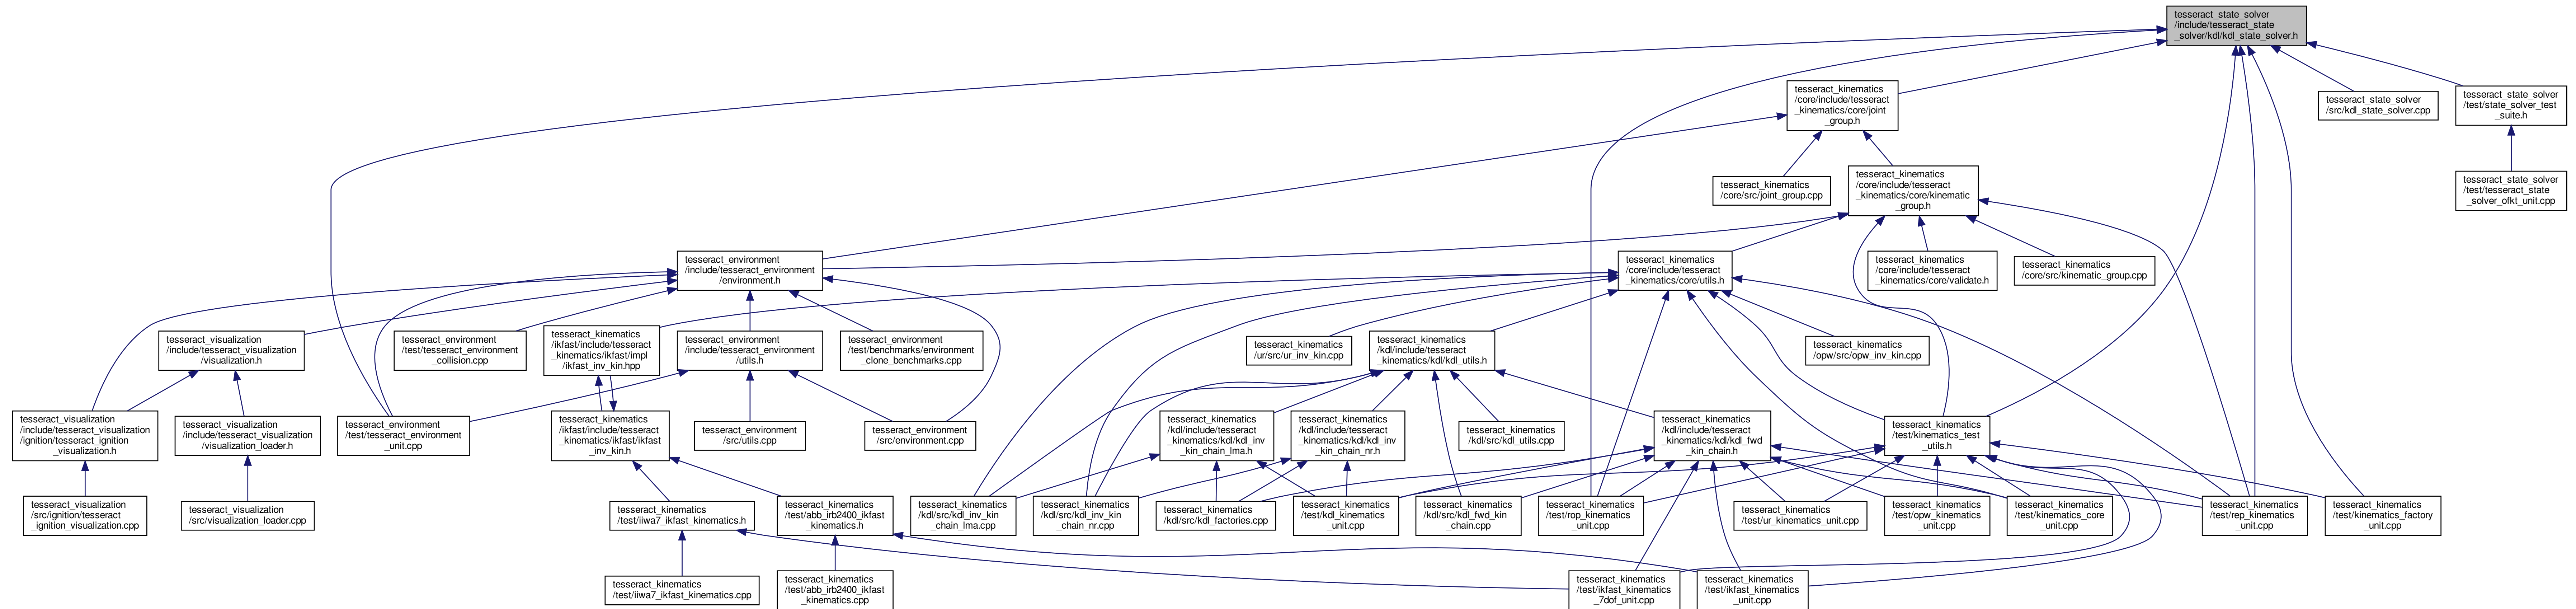 tesseract_state_solver
/include/tesseract_state
_solver/kdl/kdl_state_solver.h
tesseract_kinematics
/core/include/tesseract
_kinematics/core/joint
_group.h
tesseract_state_solver
/src/kdl_state_solver.cpp
tesseract_state_solver
/test/state_solver_test
_suite.h
tesseract_kinematics
/core/src/joint_group.cpp
tesseract_kinematics
/core/include/tesseract
_kinematics/core/kinematic
_group.h
tesseract_state_solver
/test/tesseract_state
_solver_ofkt_unit.cpp
tesseract_environment
/include/tesseract_environment
/environment.h
tesseract_kinematics
/core/include/tesseract
_kinematics/core/utils.h
tesseract_kinematics
/core/include/tesseract
_kinematics/core/validate.h
tesseract_kinematics
/core/src/kinematic_group.cpp
tesseract_visualization
/include/tesseract_visualization
/visualization.h
tesseract_environment
/test/tesseract_environment
_collision.cpp
tesseract_kinematics
/ikfast/include/tesseract
_kinematics/ikfast/impl
/ikfast_inv_kin.hpp
tesseract_environment
/include/tesseract_environment
/utils.h
tesseract_environment
/test/benchmarks/environment
_clone_benchmarks.cpp
tesseract_kinematics
/ur/src/ur_inv_kin.cpp
tesseract_kinematics
/kdl/include/tesseract
_kinematics/kdl/kdl_utils.h
tesseract_kinematics
/opw/src/opw_inv_kin.cpp
tesseract_visualization
/include/tesseract_visualization
/ignition/tesseract_ignition
_visualization.h
tesseract_visualization
/include/tesseract_visualization
/visualization_loader.h
tesseract_environment
/test/tesseract_environment
_unit.cpp
tesseract_kinematics
/ikfast/include/tesseract
_kinematics/ikfast/ikfast
_inv_kin.h
tesseract_environment
/src/utils.cpp
tesseract_environment
/src/environment.cpp
tesseract_kinematics
/kdl/include/tesseract
_kinematics/kdl/kdl_inv
_kin_chain_lma.h
tesseract_kinematics
/kdl/include/tesseract
_kinematics/kdl/kdl_inv
_kin_chain_nr.h
tesseract_kinematics
/kdl/src/kdl_utils.cpp
tesseract_kinematics
/kdl/include/tesseract
_kinematics/kdl/kdl_fwd
_kin_chain.h
tesseract_kinematics
/test/kinematics_test
_utils.h
tesseract_visualization
/src/ignition/tesseract
_ignition_visualization.cpp
tesseract_visualization
/src/visualization_loader.cpp
tesseract_kinematics
/test/iiwa7_ikfast_kinematics.h
tesseract_kinematics
/test/abb_irb2400_ikfast
_kinematics.h
tesseract_kinematics
/kdl/src/kdl_inv_kin
_chain_lma.cpp
tesseract_kinematics
/kdl/src/kdl_inv_kin
_chain_nr.cpp
tesseract_kinematics
/kdl/src/kdl_factories.cpp
tesseract_kinematics
/test/kdl_kinematics
_unit.cpp
tesseract_kinematics
/kdl/src/kdl_fwd_kin
_chain.cpp
tesseract_kinematics
/test/rop_kinematics
_unit.cpp
tesseract_kinematics
/test/ur_kinematics_unit.cpp
tesseract_kinematics
/test/opw_kinematics
_unit.cpp
tesseract_kinematics
/test/kinematics_core
_unit.cpp
tesseract_kinematics
/test/rep_kinematics
_unit.cpp
tesseract_kinematics
/test/kinematics_factory
_unit.cpp
tesseract_kinematics
/test/iiwa7_ikfast_kinematics.cpp
tesseract_kinematics
/test/abb_irb2400_ikfast
_kinematics.cpp
tesseract_kinematics
/test/ikfast_kinematics
_7dof_unit.cpp
tesseract_kinematics
/test/ikfast_kinematics
_unit.cpp